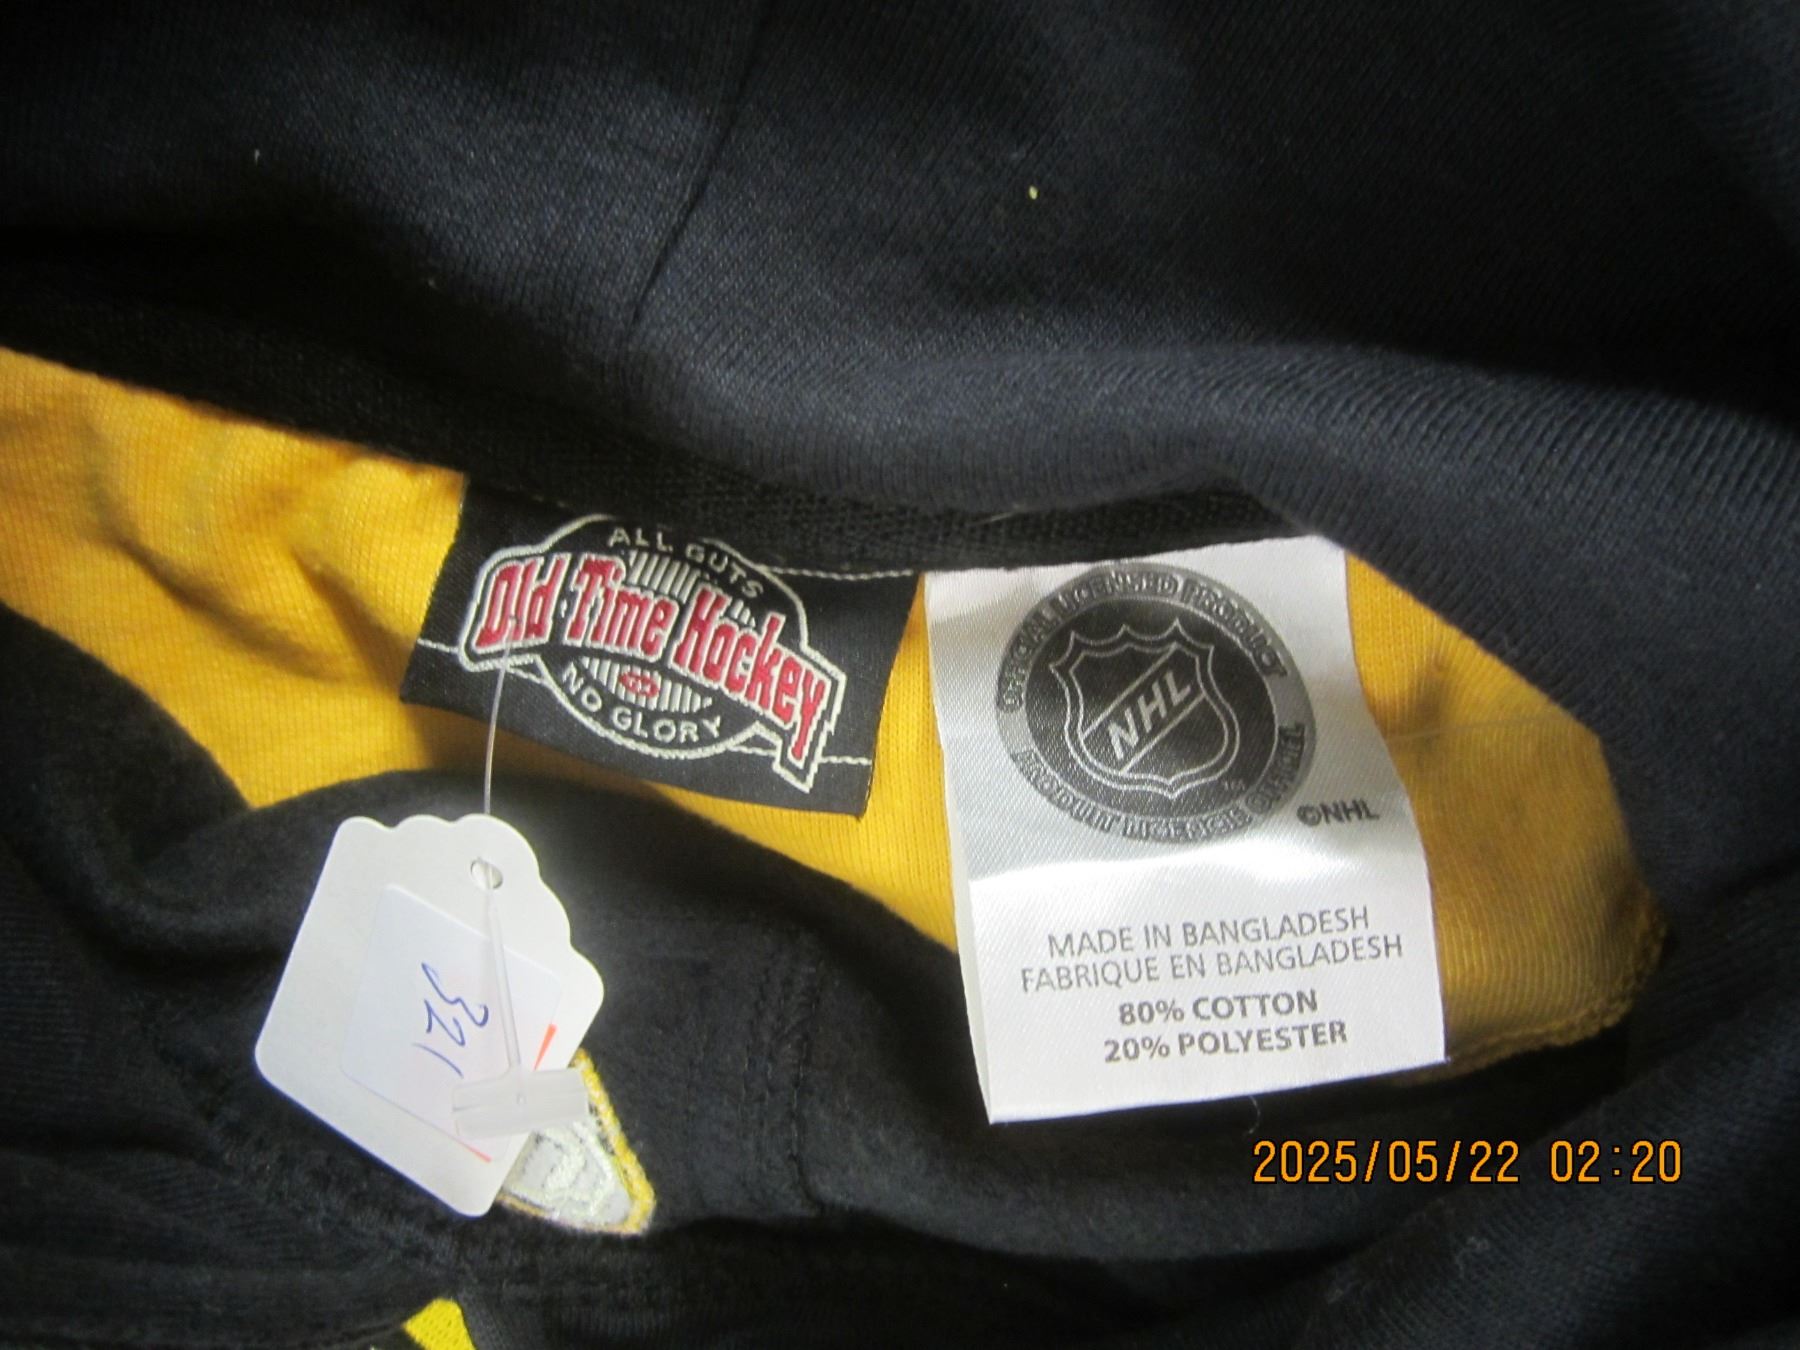 ALL GUTS
Old Time Hockey
NO GLORY
OFFICIAL LICENSED PRODUCT
NHL
PRODUIT LICENCIE OFFICIEL
©NHL
MADE IN BANGLADESH
FABRIQUE EN BANGLADESH
80% COTTON
20% POLYESTER
321
2025/05/22 02:20